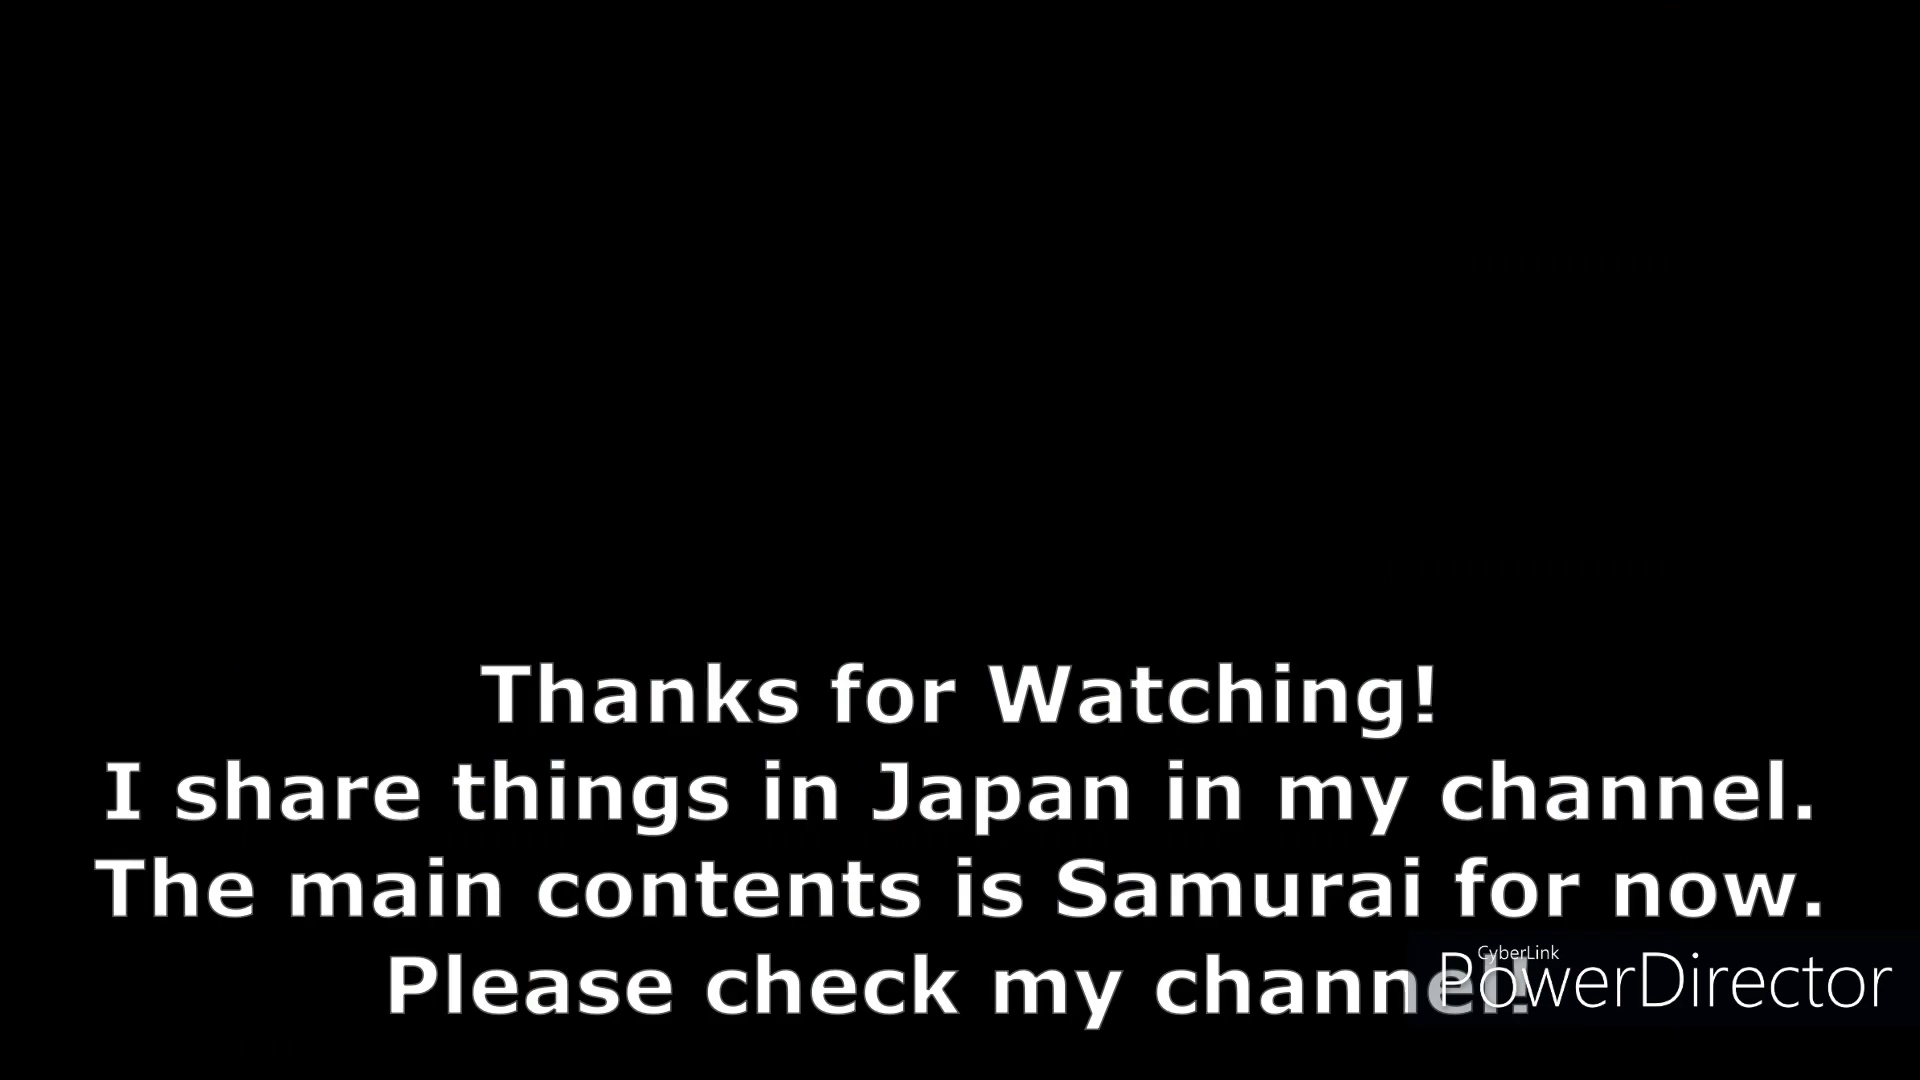 Thanks for Watching!
I share things in Japan in my channel.
The main contents is Samurai for now.
Please check my channel!
CyberLink
PowerDirector